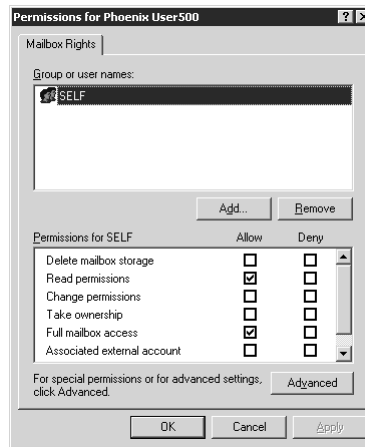 Permissions for Phoenix User500
Mailbox Rights
Group or user names:
SELF
Add...
Remove
Permissions for SELF
Allow
Deny
Delete mailbox storage
Read permissions
Change permissions
Take ownership
Full mailbox access
Associated external account
For special permissions or for advanced settings,
click Advanced.
Advanced
OK
Cancel
Apply